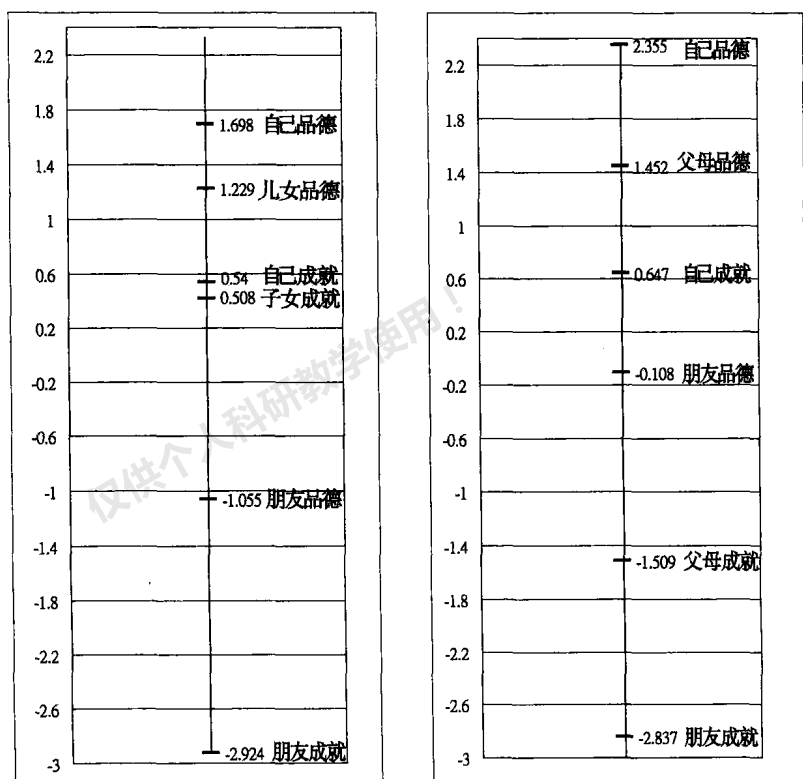 2.2
1.8
1.698 自己品德
1.4
1.229 儿女品德
1
0.6
0.54 自己成就
0.508 子女成就
0.2
-0.2
-0.6
-1
-1.055 朋友品德
-1.4
-1.8
-2.2
-2.6
-2.924 朋友成就
-3
2.355 自己品德
2.2
1.8
1.452 父母品德
1.4
1
0.647 自己成就
0.6
0.2
-0.108 朋友品德
-0.2
-0.6
-1
-1.4
-1.509 父母成就
-1.8
-2.2
-2.6
-2.837 朋友成就
-3
仅供个人科研教学使用！